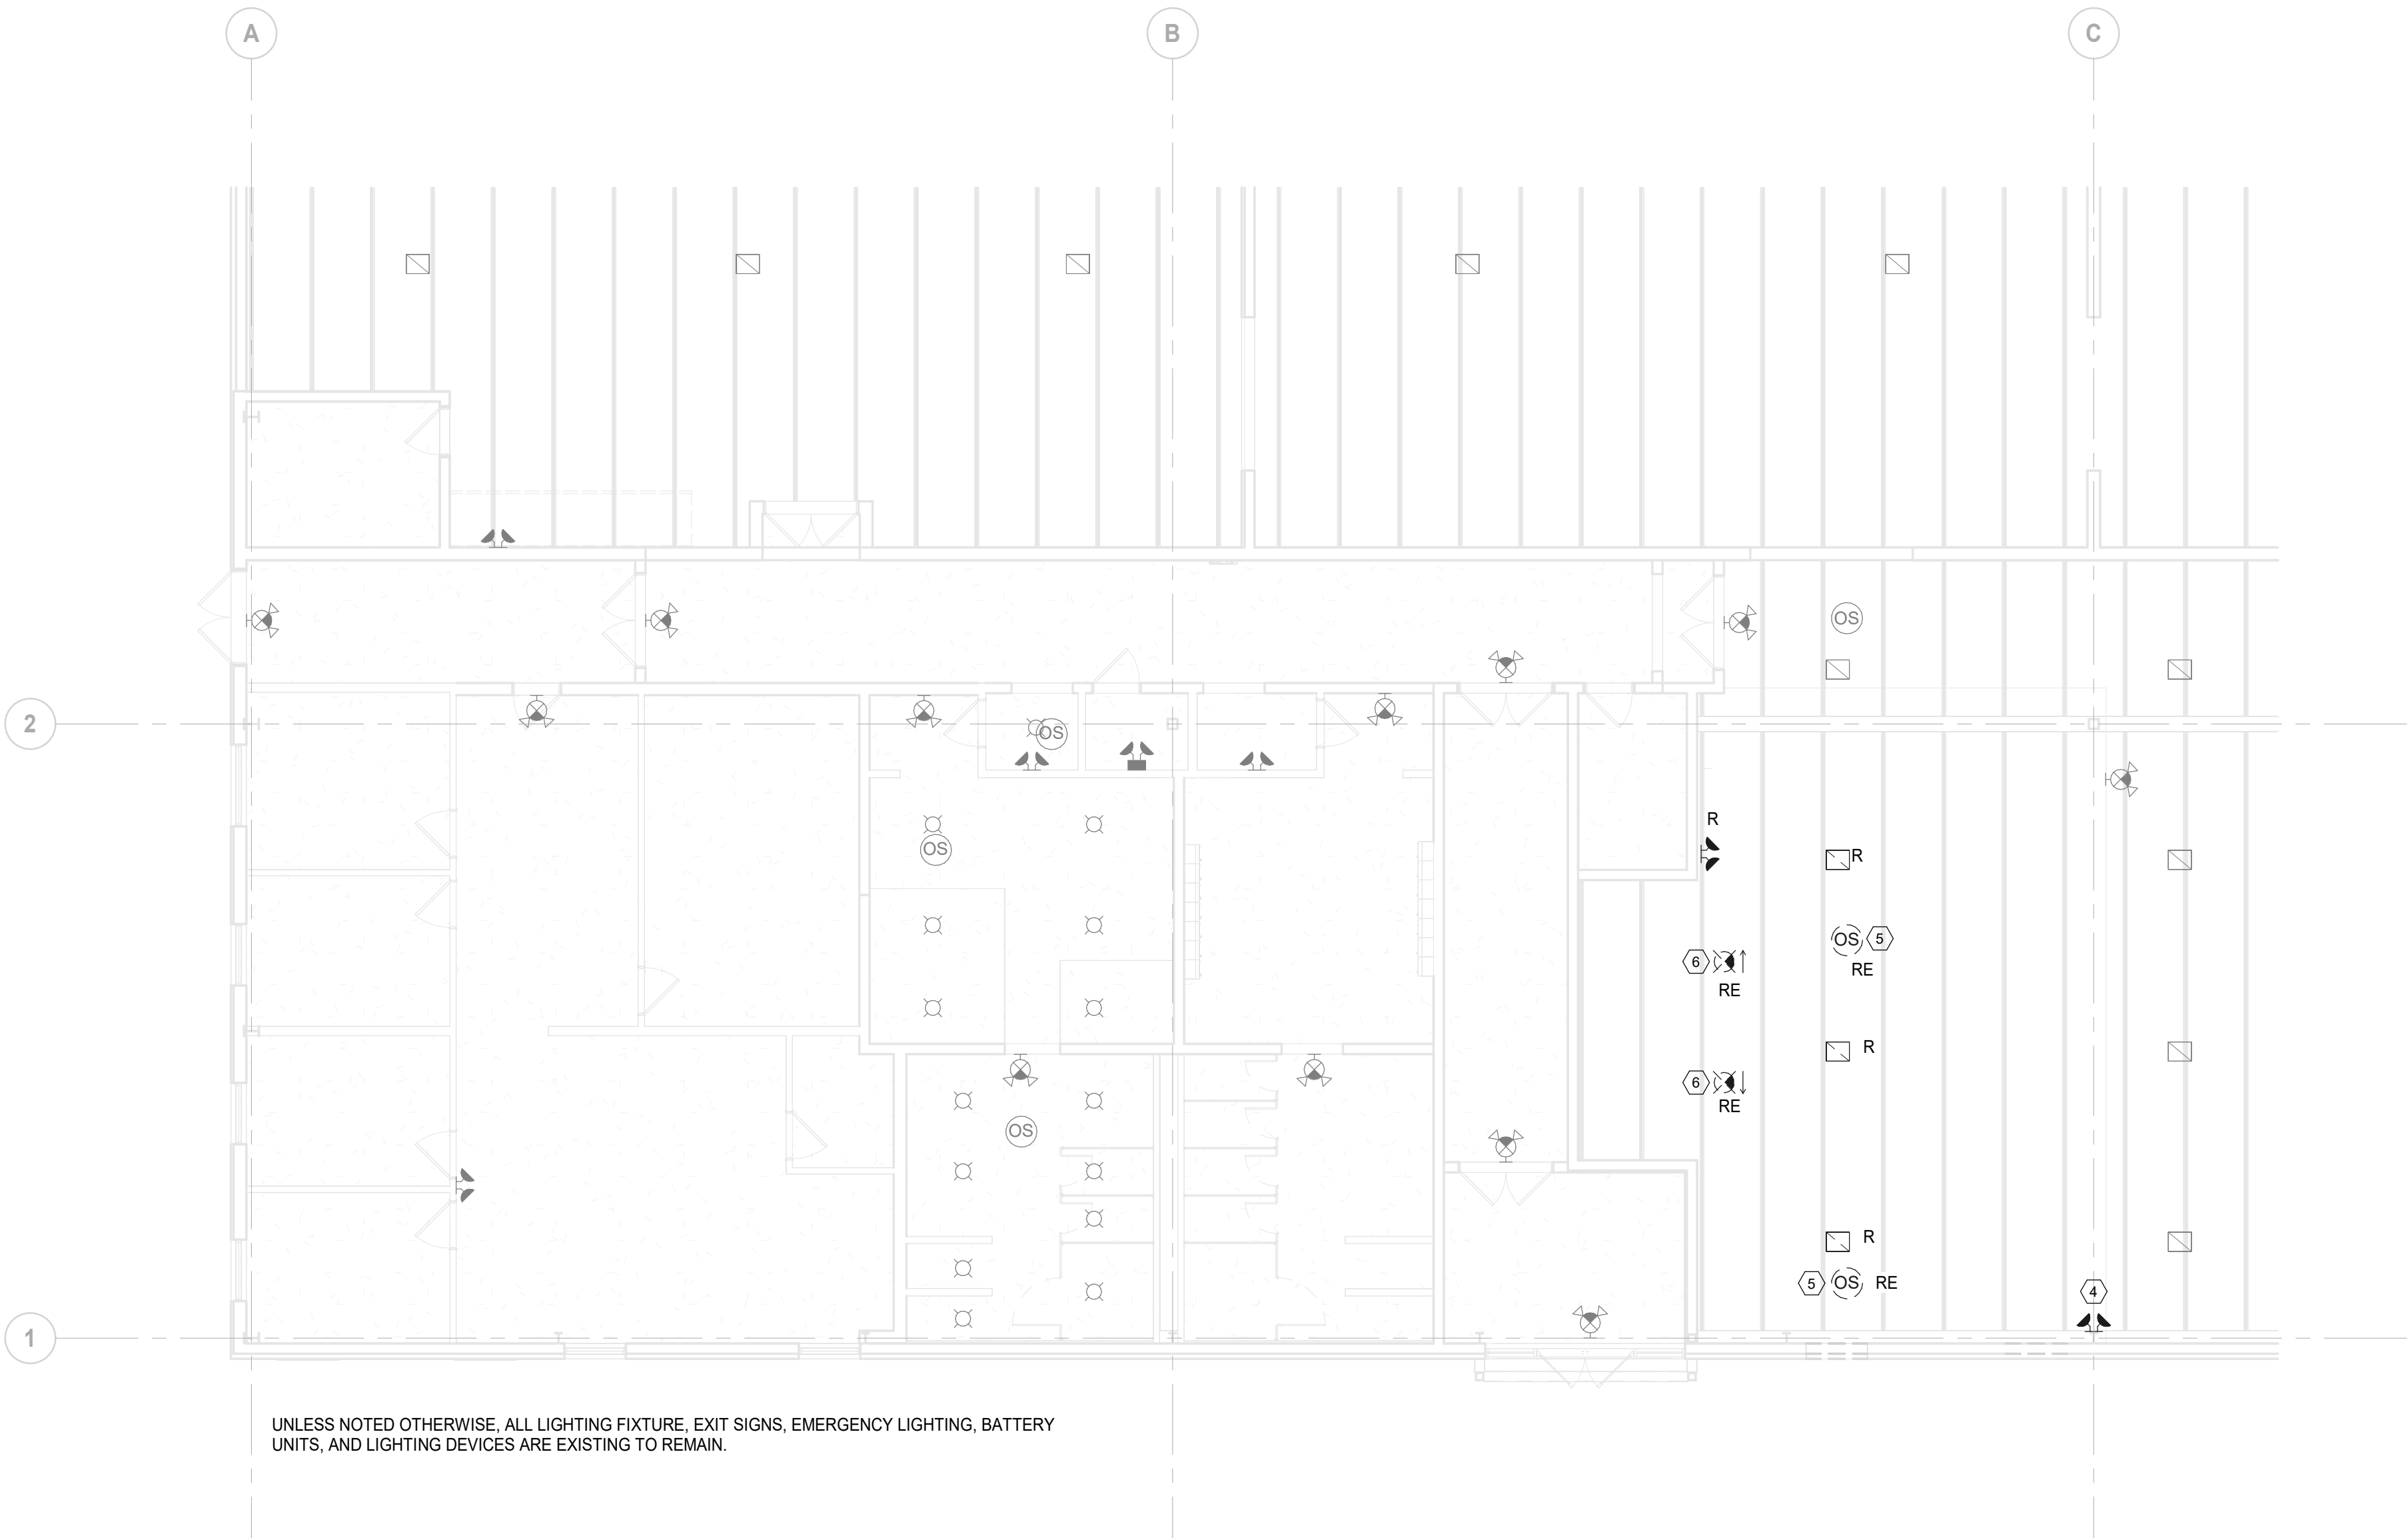 A
B
C
OS
2
OS
R
OS
R
OS
5
RE
6
RE
R
6
RE
OS
R
5
OS
RE
4
1
UNLESS NOTED OTHERWISE, ALL LIGHTING FIXTURE, EXIT SIGNS, EMERGENCY LIGHTING, BATTERY
UNITS, AND LIGHTING DEVICES ARE EXISTING TO REMAIN.